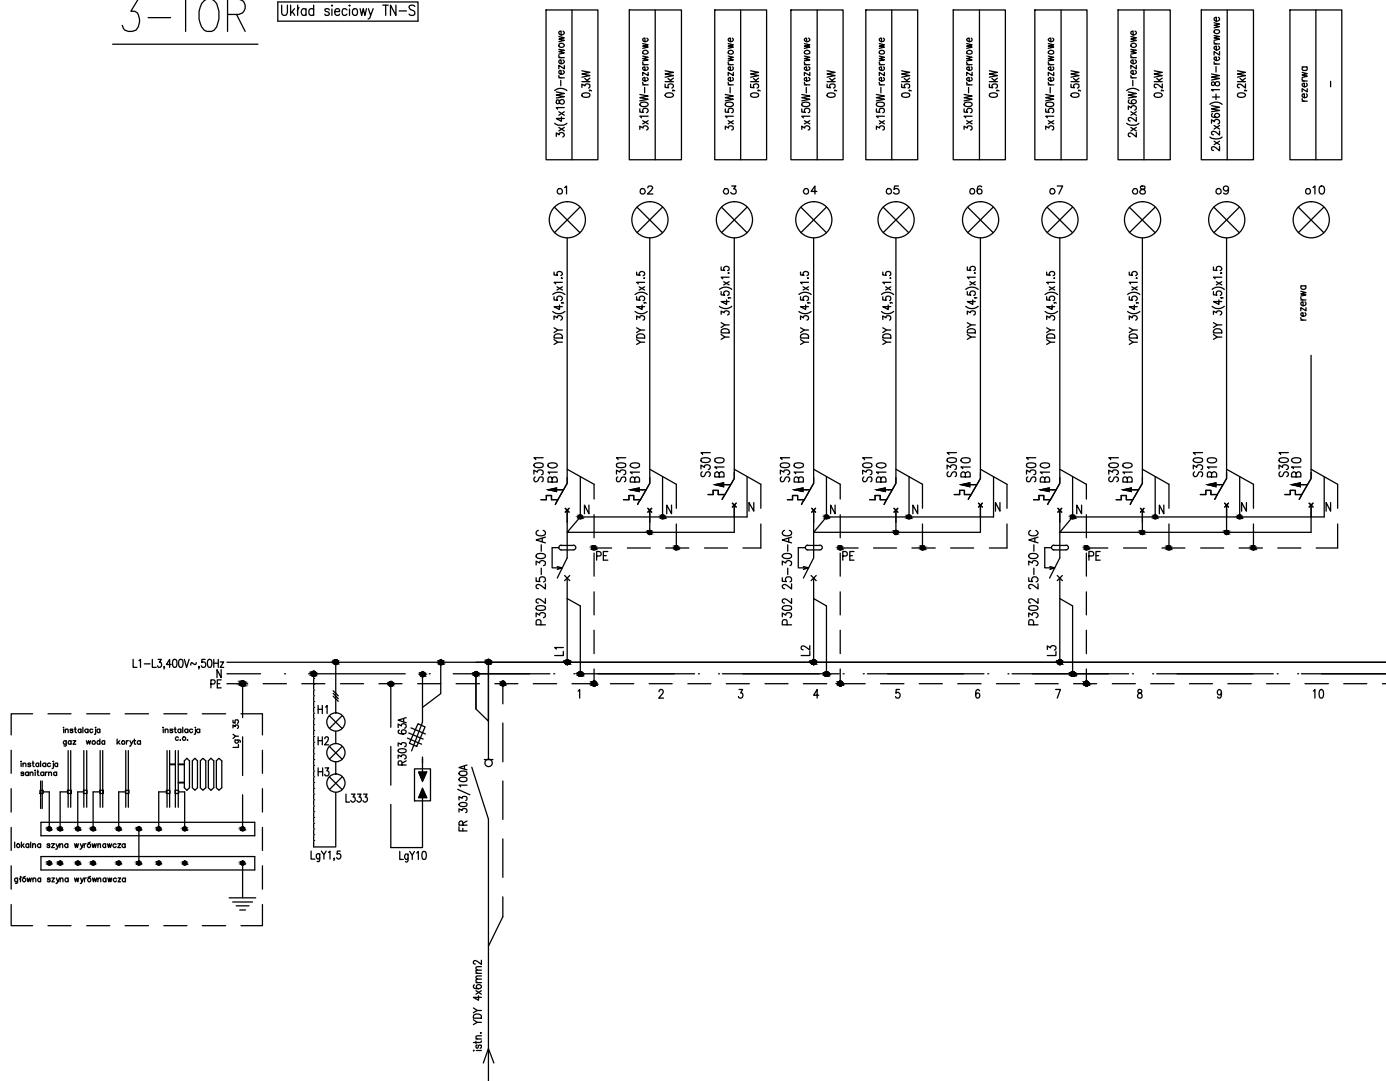 3-TOR
Układ sieciowy TN-S
3x(4x18W)-rezerwowe
0,3kW
3x150W-rezerwowe
0,5kW
3x150W-rezerwowe
0,5kW
3x150W-rezerwowe
0,5kW
3x150W-rezerwowe
0,5kW
3x150W-rezerwowe
0,5kW
3x150W-rezerwowe
0,5kW
2x(2x36W)-rezerwowe
0,2kW
2x(2x36W)+18W-rezerwowe
0,2kW
rezerwa
-
o1
o2
o3
o4
o5
o6
o7
o8
o9
o10
YDY 3(4,5)x1.5
YDY 3(4,5)x1.5
YDY 3(4,5)x1.5
YDY 3(4,5)x1.5
YDY 3(4,5)x1.5
YDY 3(4,5)x1.5
YDY 3(4,5)x1.5
YDY 3(4,5)x1.5
YDY 3(4,5)x1.5
rezerwa
S301
B10
S301
B10
S301
B10
S301
B10
S301
B10
S301
B10
S301
B10
S301
B10
S301
B10
S301
B10
N
N
N
N
N
N
N
N
N
N
P302 25-30-AC
PE
P302 25-30-AC
PE
P302 25-30-AC
PE
L1
L2
L3
L1-L3,400V~,50Hz
N
PE
1
2
3
4
5
6
7
8
9
10
LgY 35
instalacja
gaz woda
koryta
instalacja
c.o.
instalacja
sanitarna
lokalna szyna wyrównawcza
główna szyna wyrównawcza
H1
H2
H3
L333
LgY1,5
R303 63A
LgY10
FR 303/100A
istn. YDY 4x6mm2